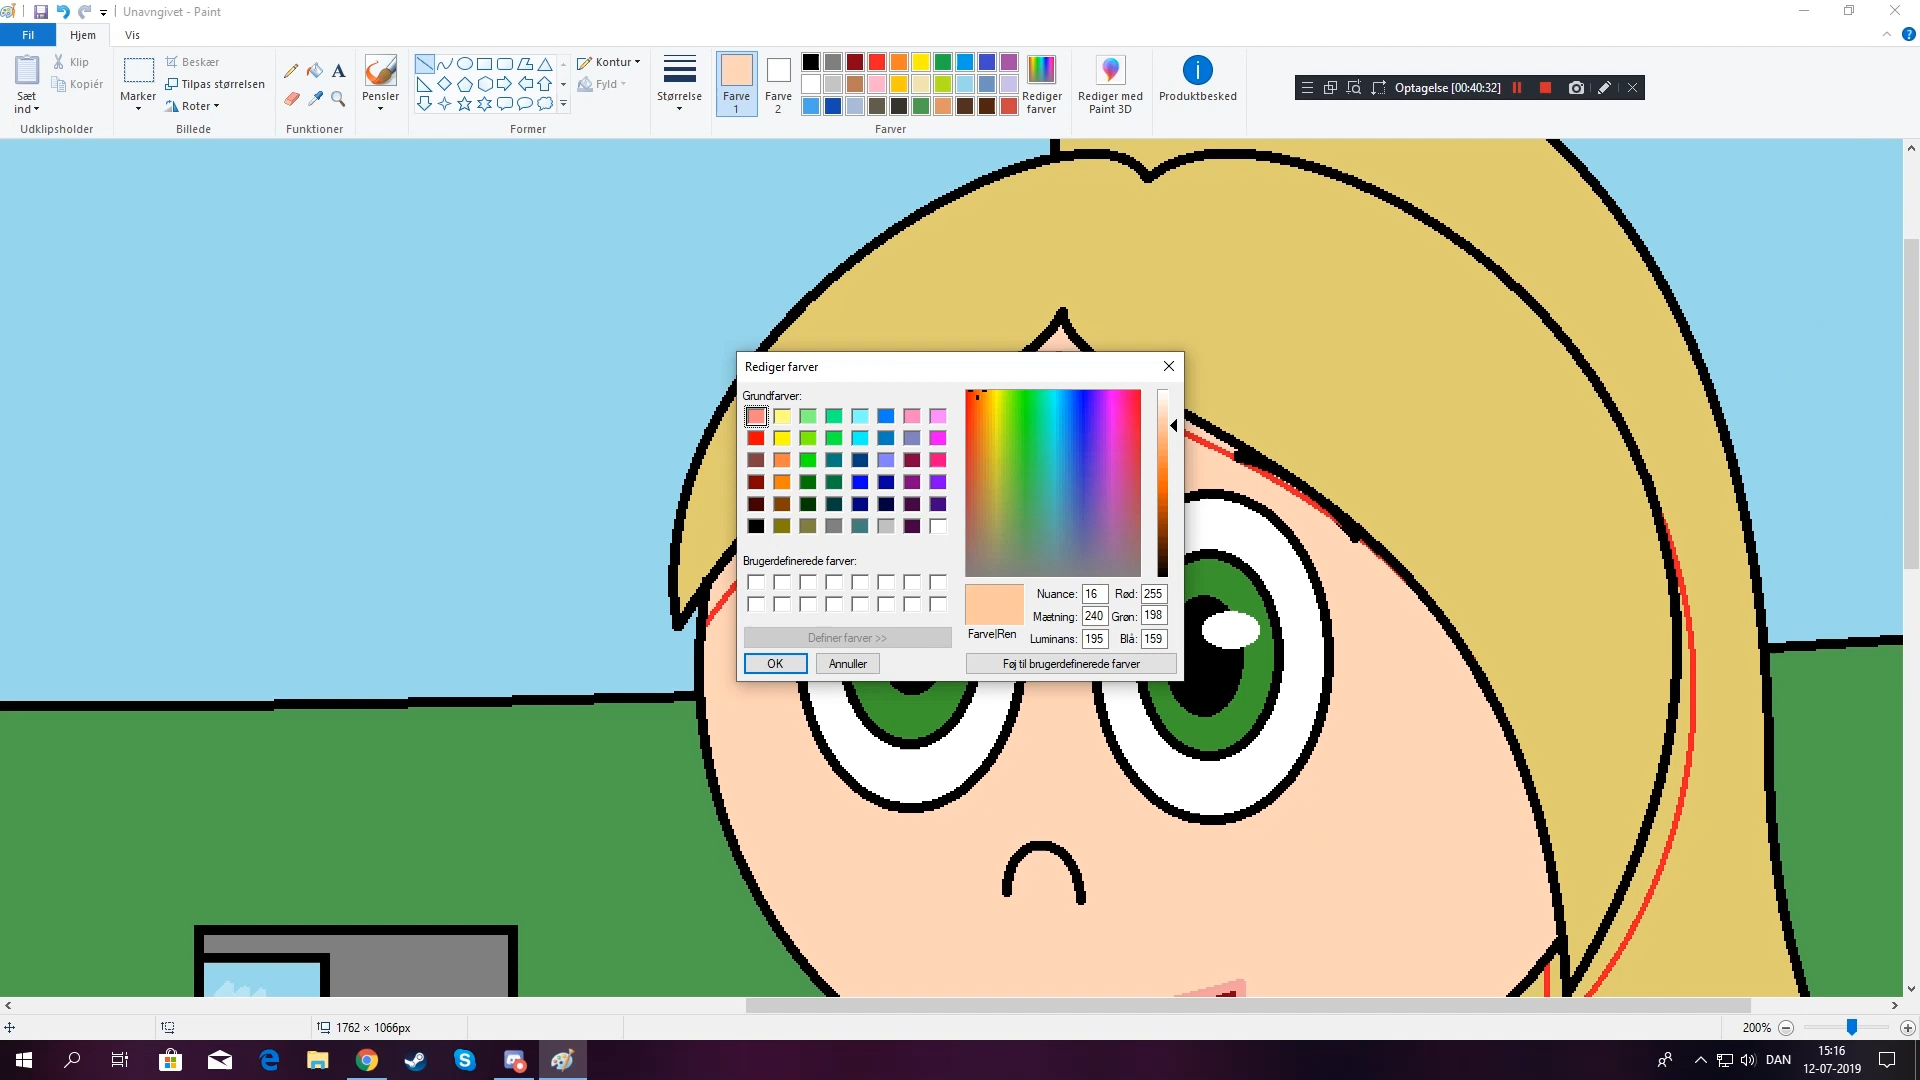 Unavngivet - Paint
Fil Hjem Vis
Sæt ind
Klip
Kopiér
Udklipsholder
Marker
Beskær
Tilpas størrelsen
Roter
Billede
A
Funktioner
Pensler
Kontur
Fyld
Former
Størrelse
Farve 1
Farve 2
Rediger farver
Farver
Rediger med Paint 3D
Produktbesked
Optagelse [00:40:32]
Rediger farver
Grundfarver:
Brugerdefinerede farver:
Definer farver >>
OK Annuller
Farve|Ren
Nuance: 16 Rød: 255
Mætning: 240 Grøn: 198
Luminans: 195 Blå: 159
Føj til brugerdefinerede farver
1762 × 1066px
200%
DAN
15:16
12-07-2019